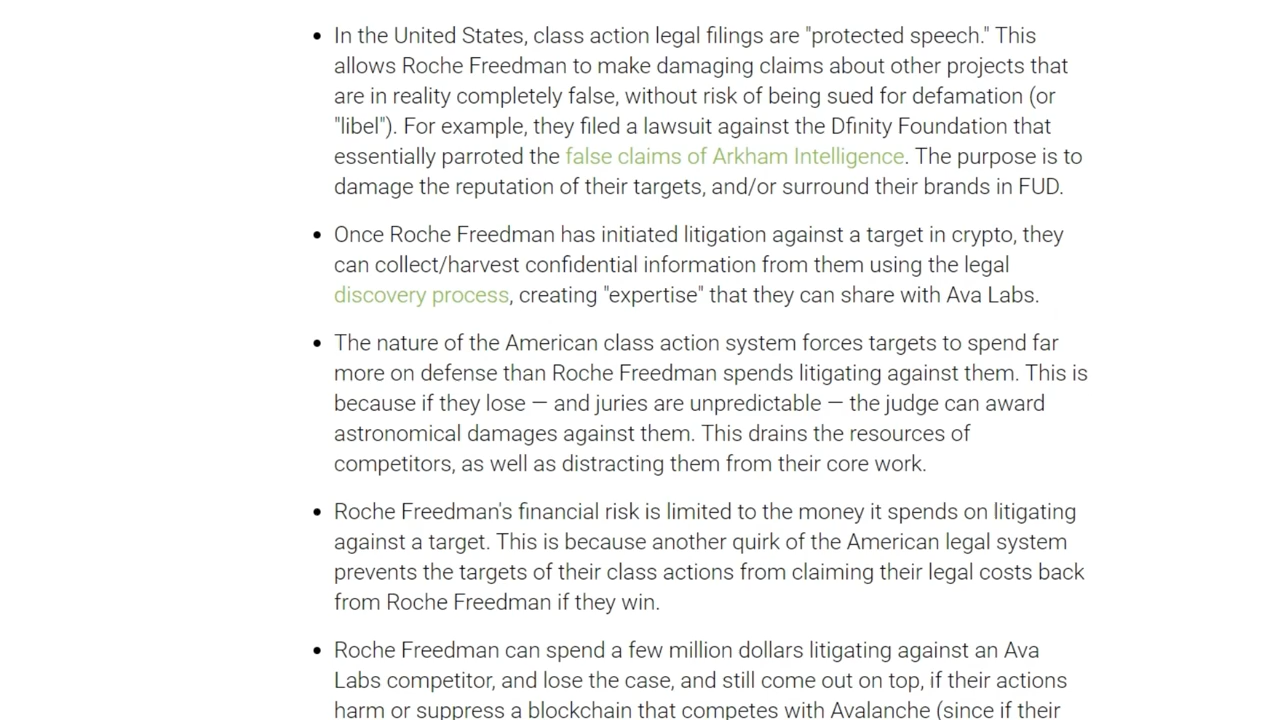 • In the United States, class action legal filings are "protected speech." This
allows Roche Freedman to make damaging claims about other projects that
are in reality completely false, without risk of being sued for defamation (or
"libel"). For example, they filed a lawsuit against the Dfinity Foundation that
essentially parroted the false claims of Arkham Intelligence. The purpose is to
damage the reputation of their targets, and/or surround their brands in FUD.
• Once Roche Freedman has initiated litigation against a target in crypto, they
can collect/harvest confidential information from them using the legal
discovery process, creating "expertise" that they can share with Ava Labs.
• The nature of the American class action system forces targets to spend far
more on defense than Roche Freedman spends litigating against them. This is
because if they lose — and juries are unpredictable — the judge can award
astronomical damages against them. This drains the resources of
competitors, as well as distracting them from their core work.
• Roche Freedman's financial risk is limited to the money it spends on litigating
against a target. This is because another quirk of the American legal system
prevents the targets of their class actions from claiming their legal costs back
from Roche Freedman if they win.
• Roche Freedman can spend a few million dollars litigating against an Ava
Labs competitor, and lose the case, and still come out on top, if their actions
harm or suppress a blockchain that competes with Avalanche (since if their